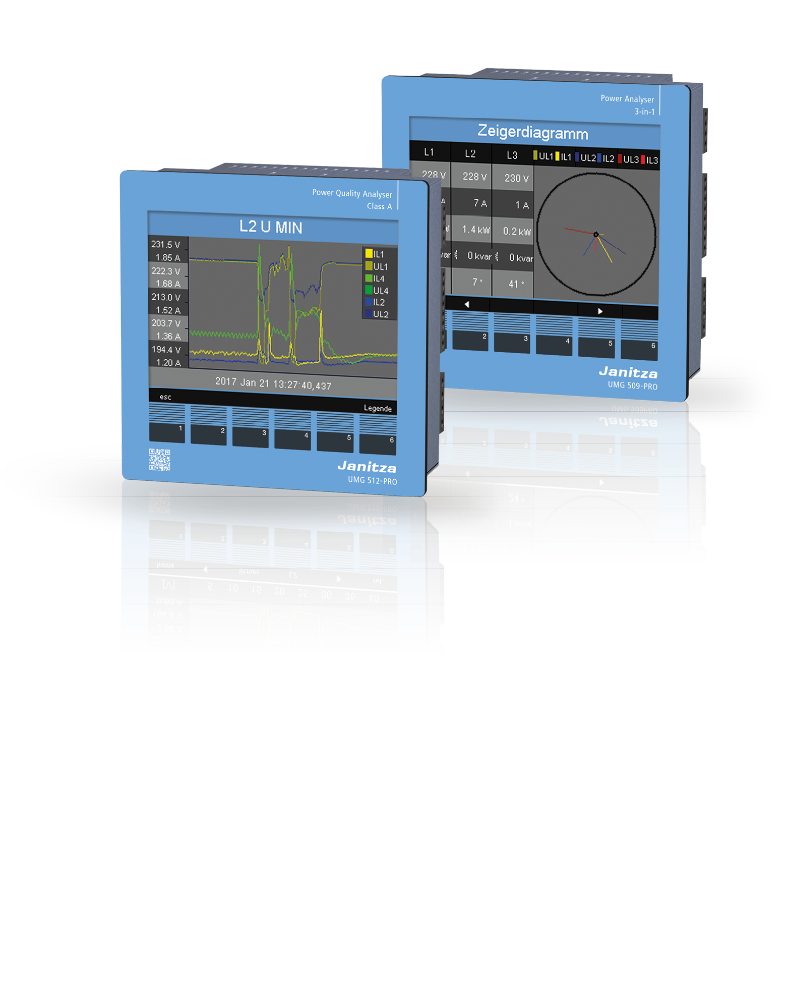 Power Analyser
3-in-1
Zeigerdiagramm
L1 L2 L3 UL1 IL1 UL2 IL2 UL3 IL3
228 V 228 V 230 V
A 7 A 1 A
1.4 kW 0.2 kW
var 0 kvar 0 kvar
7 ° 41 °
2 3 4 5 6
Janitza
UMG 509-PRO
Power Quality Analyser
Class A
L2 U MIN
231.5 V
1.85 A
222.3 V
1.68 A
213.0 V
1.52 A
203.7 V
1.36 A
194.4 V
1.20 A
IL1
UL1
IL4
UL4
IL2
UL2
2017 Jan 21 13:27:40,437
esc
Legende
1 2 3 4 5 6
Janitza
UMG 512-PRO